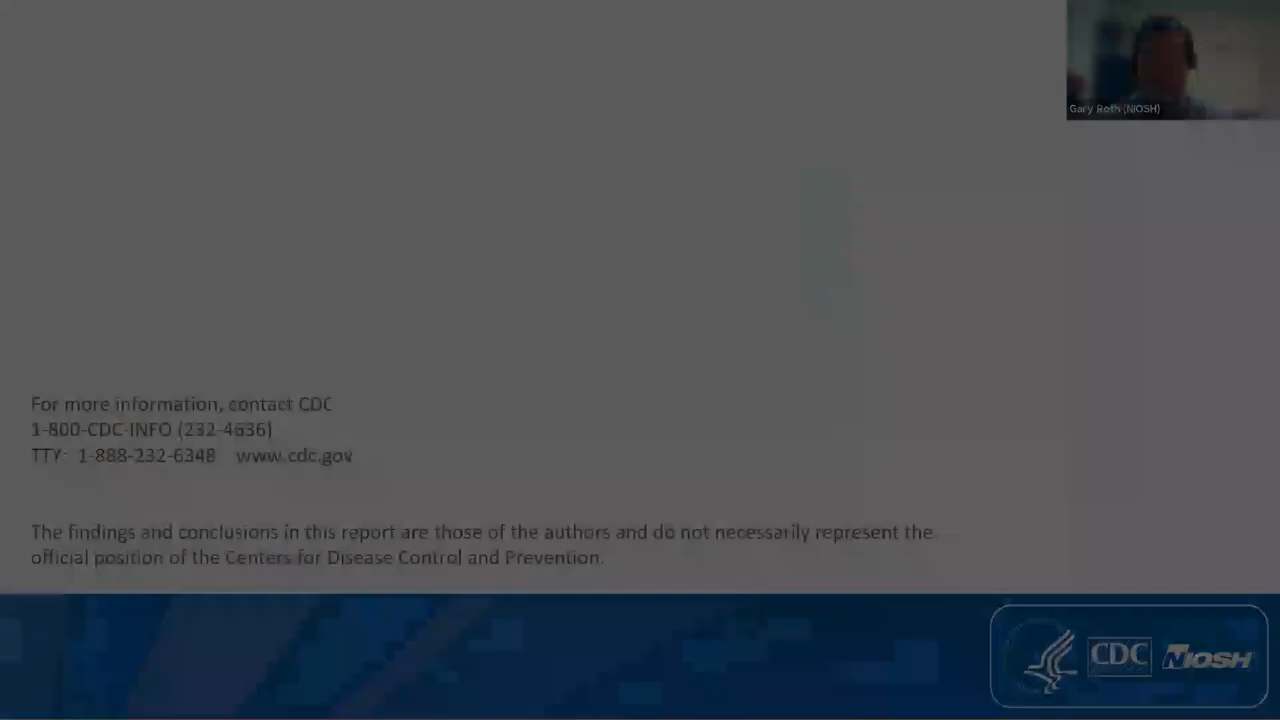 Gary Roth (NIOSH)
For more information, contact CDC
1-800-CDC-INFO (232-4636)
TTY: 1-888-232-6348 www.cdc.gov
The findings and conclusions in this report are those of the authors and do not necessarily represent the
official position of the Centers for Disease Control and Prevention.
CDC NIOSH